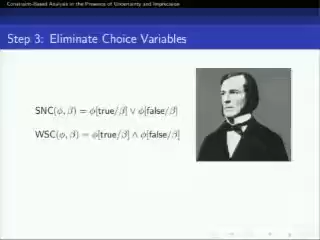 Constraint-Based Analysis in the Presence of Uncertainty and Imprecision
Step 3: Eliminate Choice Variables
SNC(ϕ, β) = ϕ[true/β] ∨ ϕ[false/β]
WSC(ϕ, β) = ϕ[true/β] ∧ ϕ[false/β]